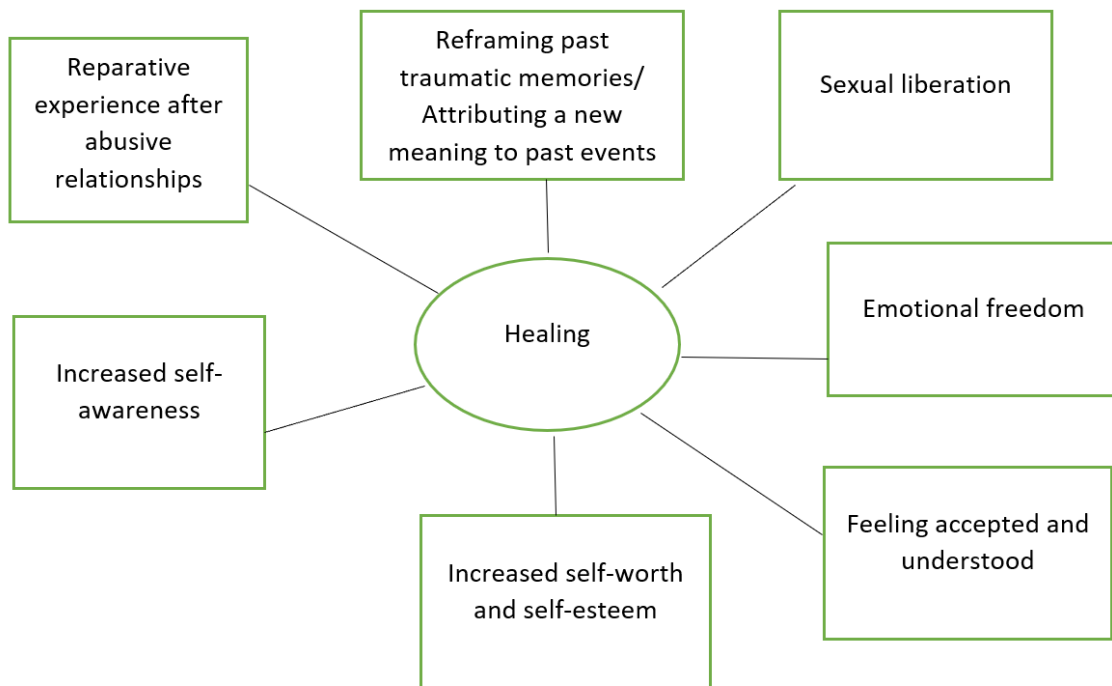 Reparative
experience after
abusive
relationships
Reframing past
traumatic memories/
Attributing a new
meaning to past events
Sexual liberation
Healing
Emotional freedom
Increased self-
awareness
Increased self-worth
and self-esteem
Feeling accepted and
understood